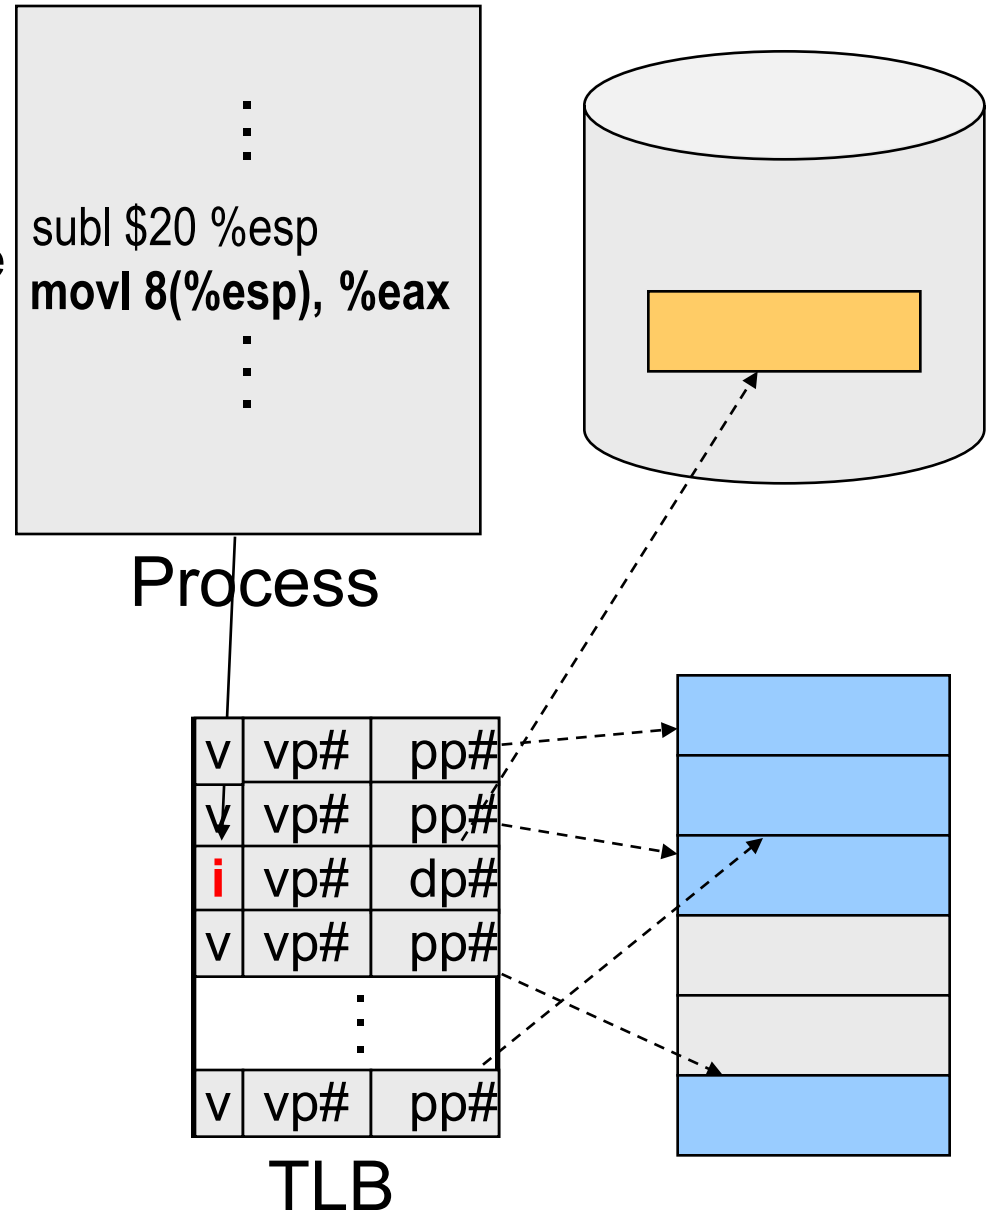 subl $20 %esp
movl 8(%esp), %eax
Process
v vp# pp#
v vp# pp#
i vp# dp#
v vp# pp#
v vp# pp#
TLB